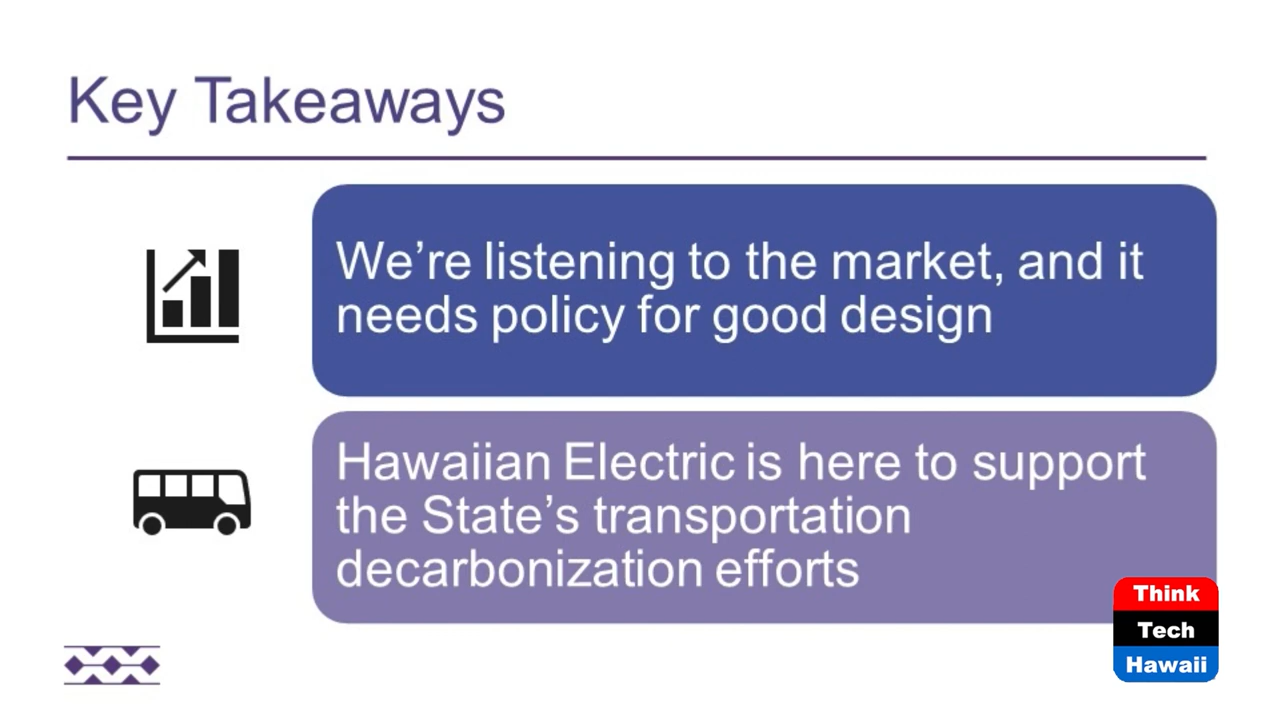 Key Takeaways
We’re listening to the market, and it
needs policy for good design
Hawaiian Electric is here to support
the State’s transportation
decarbonization efforts
Think
Tech
Hawaii